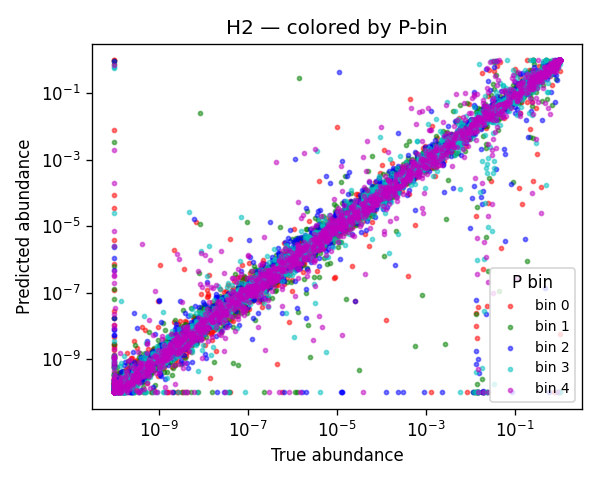 H2 — colored by P-bin
Predicted abundance
10⁻¹
10⁻³
10⁻⁵
10⁻⁷
10⁻⁹
P bin
bin 0
bin 1
bin 2
bin 3
bin 4
10⁻⁹ 10⁻⁷ 10⁻⁵ 10⁻³ 10⁻¹
True abundance